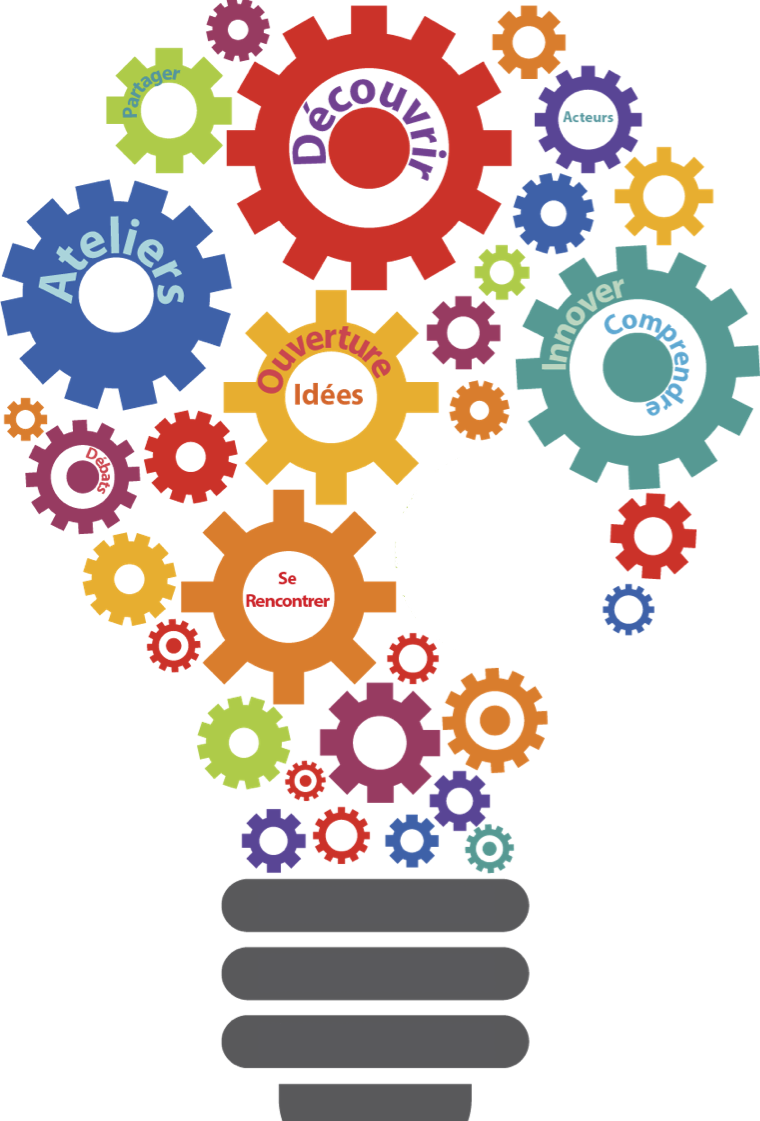 Partager
Découvrir
Acteurs
Ateliers
Innover
Comprendre
Ouverture
Idées
Débats
Se
Rencontrer